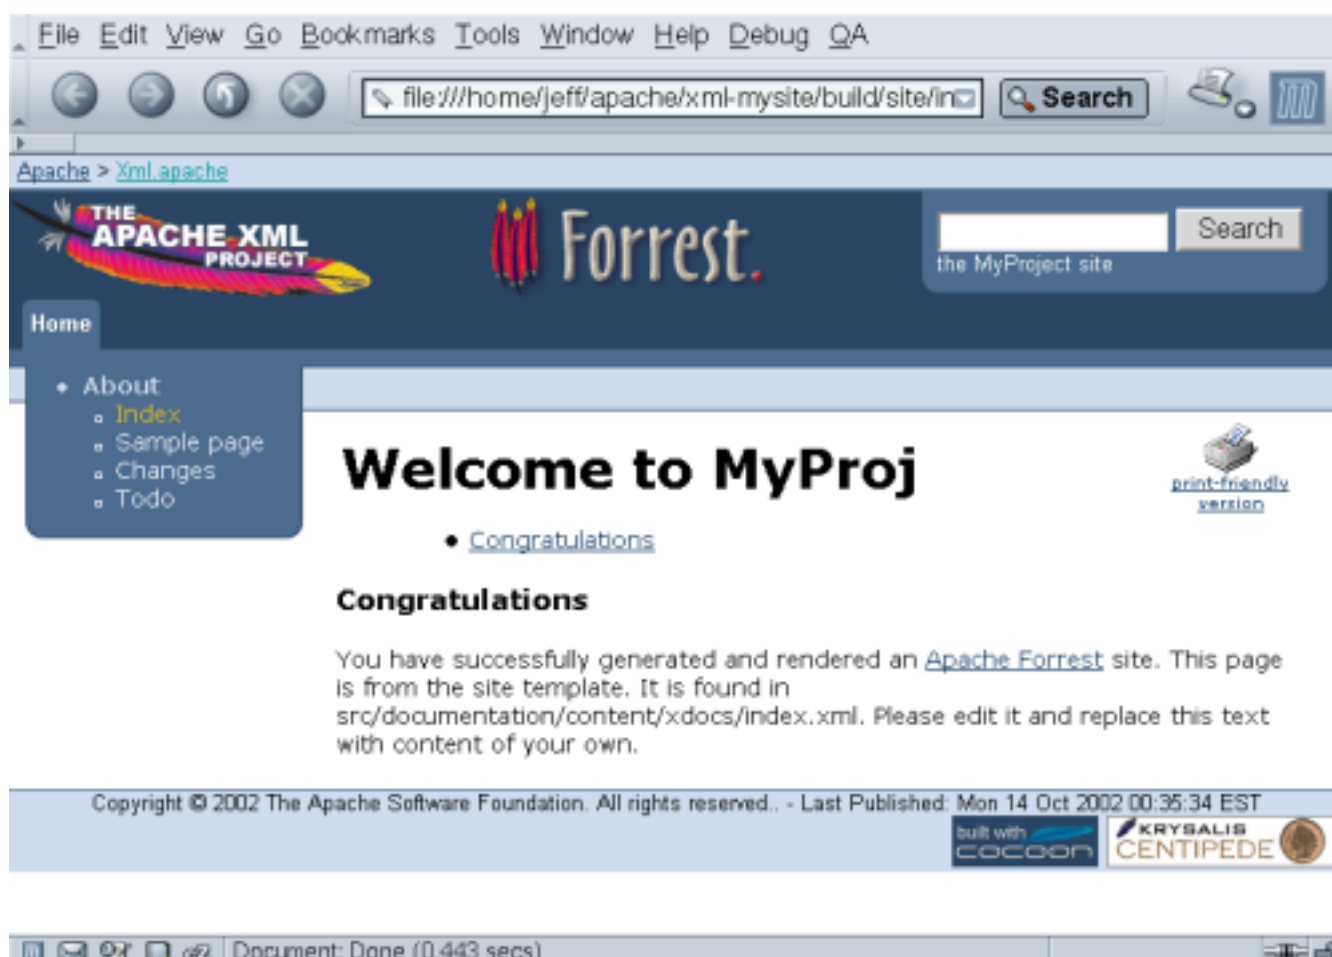 File Edit View Go Bookmarks Tools Window Help Debug QA
file:///home/jeff/apache/xml-mysite/build/site/in
Search
Apache > Xml.apache
THE
APACHE XML
PROJECT
Forrest.
Search
the MyProject site
Home
About
Index
Sample page
Changes
Todo
Welcome to MyProj
print-friendly
version
Congratulations
Congratulations
You have successfully generated and rendered an Apache Forrest site. This page
is from the site template. It is found in
src/documentation/content/xdocs/index.xml. Please edit it and replace this text
with content of your own.
Copyright © 2002 The Apache Software Foundation. All rights reserved.. - Last Published: Mon 14 Oct 2002 00:35:34 EST
built with
cocoon
KRYSALIS
CENTIPEDE
Document: Done (0.443 secs)